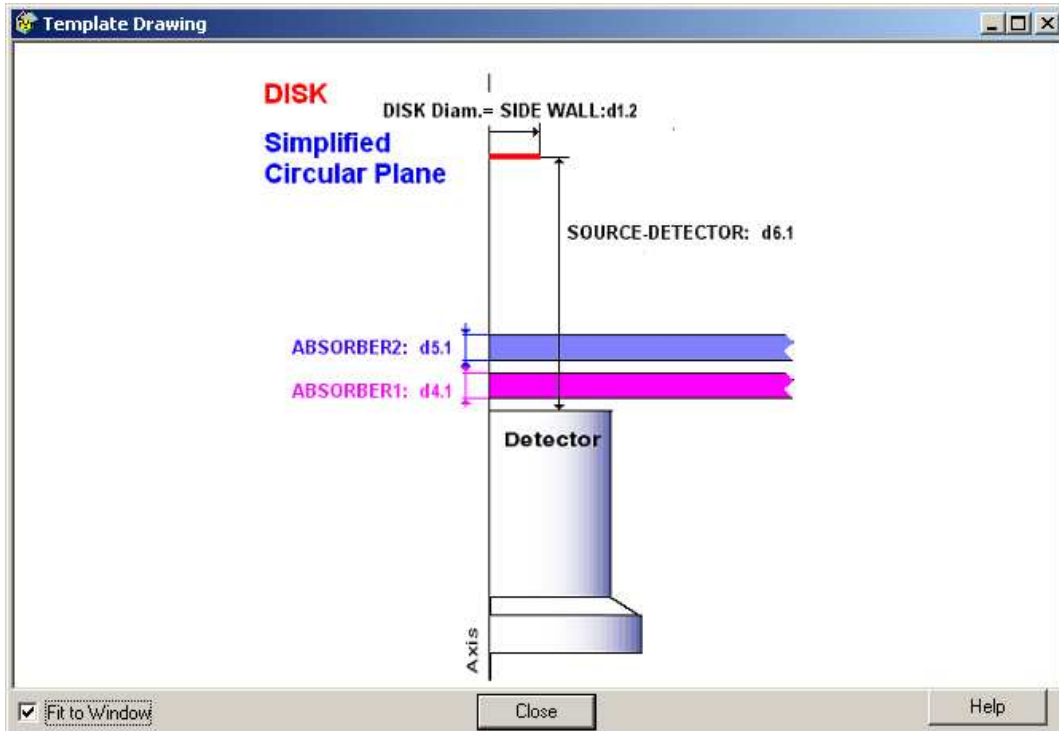 Template Drawing
DISK
DISK Diam.= SIDE WALL:d1.2
Simplified
Circular Plane
SOURCE-DETECTOR: d6.1
ABSORBER2: d5.1
ABSORBER1: d4.1
Detector
Axis
Fit to Window
Close
Help